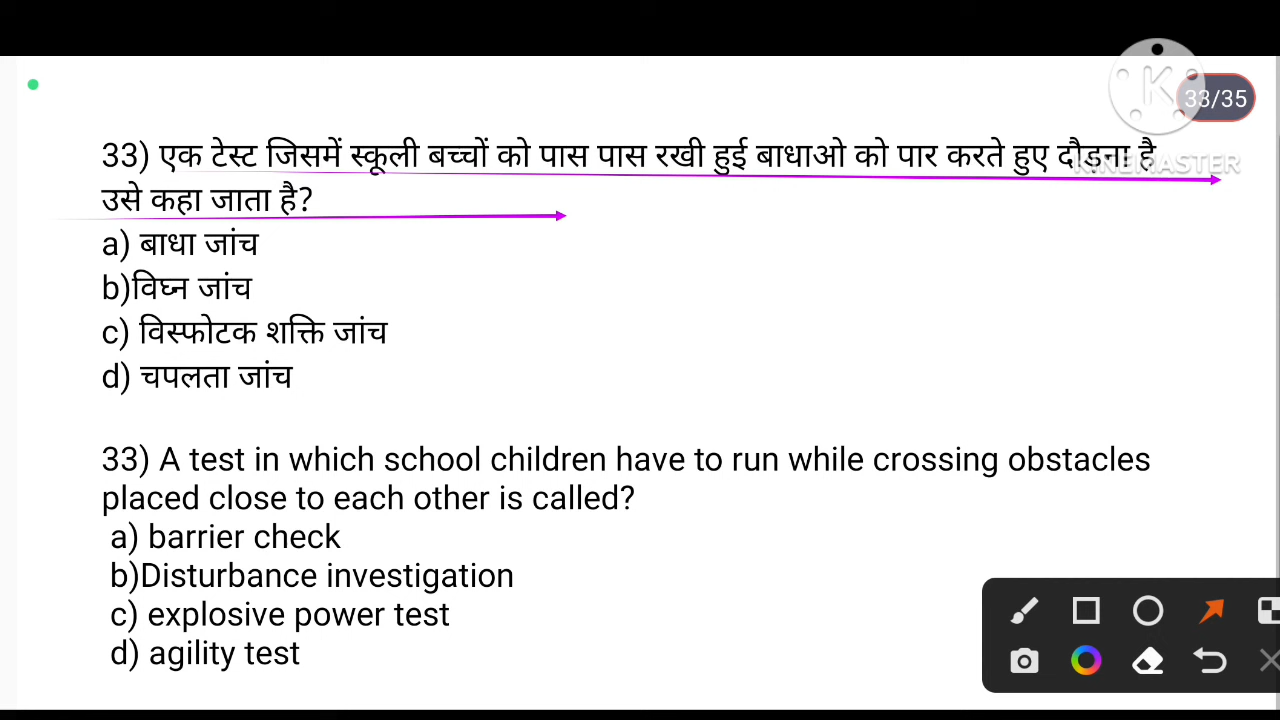 33/35
KINEMASTER
33) एक टेस्ट जिसमें स्कूली बच्चों को पास पास रखी हुई बाधाओ को पार करते हुए दौड़ना है
उसे कहा जाता है?
a) बाधा जांच
b)विघ्न जांच
c) विस्फोटक शक्ति जांच
d) चपलता जांच
33) A test in which school children have to run while crossing obstacles
placed close to each other is called?
a) barrier check
b)Disturbance investigation
c) explosive power test
d) agility test